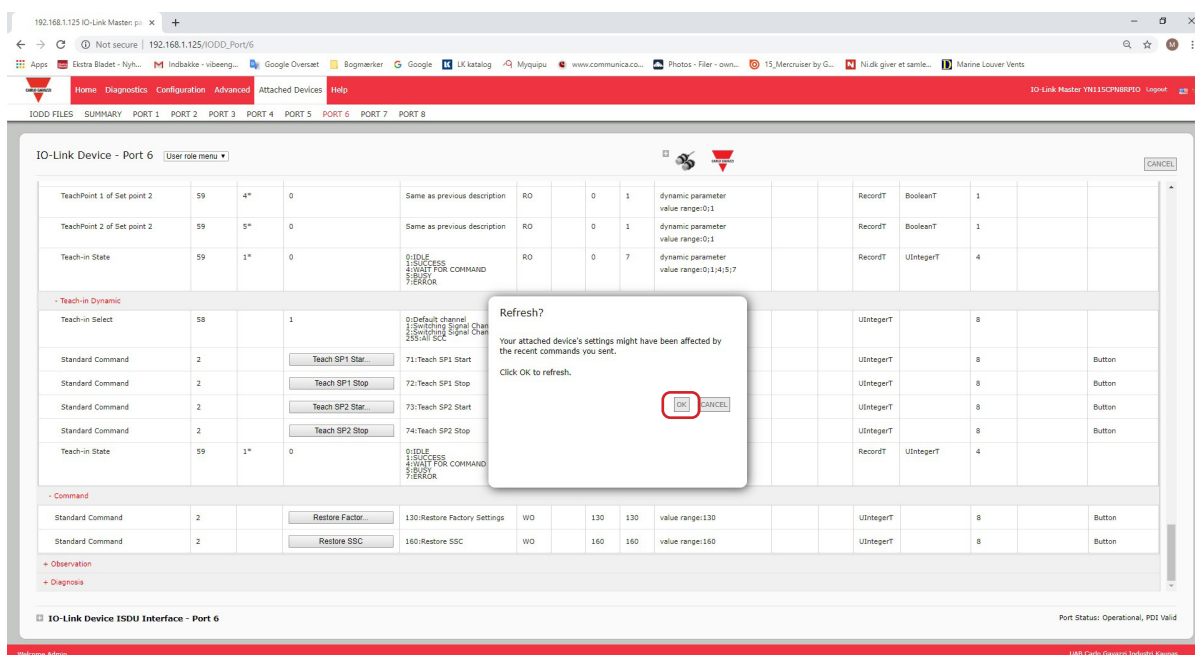 192.168.1.125 IO-Link Master: pa
Not secure | 192.168.1.125/IODD_Port/6
Apps Ekstra Bladet - Nyh... Indbakke - vibeeng... Google Oversæt Bogmærker Google LK katalog Myquipu www.communica.co... Photos - Filer - own... 15_Mercruiser by G... Ni.dk giver et samle... Marine Louver Vents
CARLO GAVAZZI Home Diagnostics Configuration Advanced Attached Devices Help IO-Link Master YN115CPN8RPIO Logout
IODD FILES SUMMARY PORT 1 PORT 2 PORT 3 PORT 4 PORT 5 PORT 6 PORT 7 PORT 8
IO-Link Device - Port 6 User role menu CARLO GAVAZZI CANCEL
TeachPoint 1 of Set point 2 59 4* 0 Same as previous description RO 0 1 dynamic parameter RecordT BooleanT 1
value range:0;1
TeachPoint 2 of Set point 2 59 5* 0 Same as previous description RO 0 1 dynamic parameter RecordT BooleanT 1
value range:0;1
Teach-in State 59 1* 0 0:IDLE RO 0 7 dynamic parameter RecordT UIntegerT 4
1:SUCCESS
4:WAIT FOR COMMAND value range:0;1;4;5;7
5:BUSY
7:ERROR
- Teach-in Dynamic
Teach-in Select 58 1 0:Default channel UIntegerT 8
1:Switching Signal Chan
2:Switching Signal Chan
255:All SCC
Standard Command 2 Teach SP1 Star... 71:Teach SP1 Start UIntegerT 8 Button
Standard Command 2 Teach SP1 Stop 72:Teach SP1 Stop UIntegerT 8 Button
Standard Command 2 Teach SP2 Star... 73:Teach SP2 Start UIntegerT 8 Button
Standard Command 2 Teach SP2 Stop 74:Teach SP2 Stop UIntegerT 8 Button
Teach-in State 59 1* 0 0:IDLE RecordT UIntegerT 4
1:SUCCESS
4:WAIT FOR COMMAND
5:BUSY
7:ERROR
Refresh?
Your attached device's settings might have been affected by
the recent commands you sent.
Click OK to refresh.
OK CANCEL
- Command
Standard Command 2 Restore Factor... 130:Restore Factory Settings WO 130 130 value range:130 UIntegerT 8 Button
Standard Command 2 Restore SSC 160:Restore SSC WO 160 160 value range:160 UIntegerT 8 Button
+ Observation
+ Diagnosis
IO-Link Device ISDU Interface - Port 6 Port Status: Operational, PDI Valid
Welcome Admin UAB Carlo Gavazzi Industri Kaunas